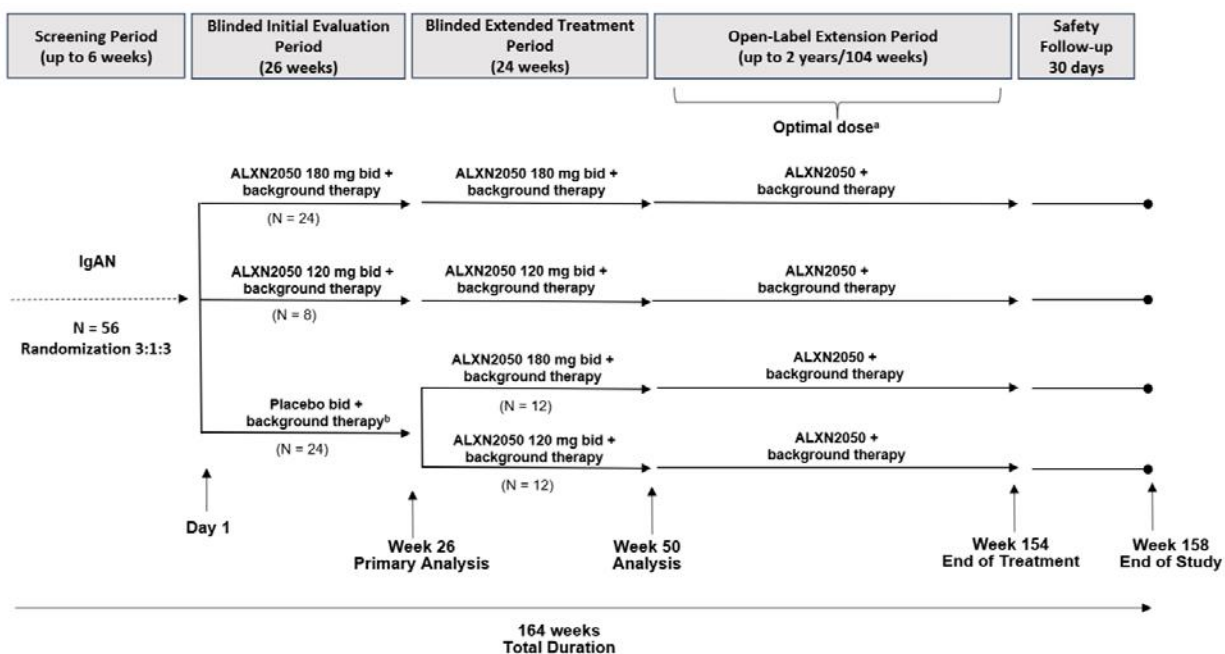 Screening Period
(up to 6 weeks)
Blinded Initial Evaluation
Period
(26 weeks)
Blinded Extended Treatment
Period
(24 weeks)
Open-Label Extension Period
(up to 2 years/104 weeks)
Safety
Follow-up
30 days
Optimal doseᵃ
ALXN2050 180 mg bid +
background therapy
(N = 24)
ALXN2050 180 mg bid +
background therapy
ALXN2050 +
background therapy
IgAN
N = 56
Randomization 3:1:3
ALXN2050 120 mg bid +
background therapy
(N = 8)
ALXN2050 120 mg bid +
background therapy
ALXN2050 +
background therapy
Placebo bid +
background therapyᵇ
(N = 24)
ALXN2050 180 mg bid +
background therapy
(N = 12)
ALXN2050 +
background therapy
ALXN2050 120 mg bid +
background therapy
(N = 12)
ALXN2050 +
background therapy
Day 1
Week 26
Primary Analysis
Week 50
Analysis
Week 154
End of Treatment
Week 158
End of Study
164 weeks
Total Duration